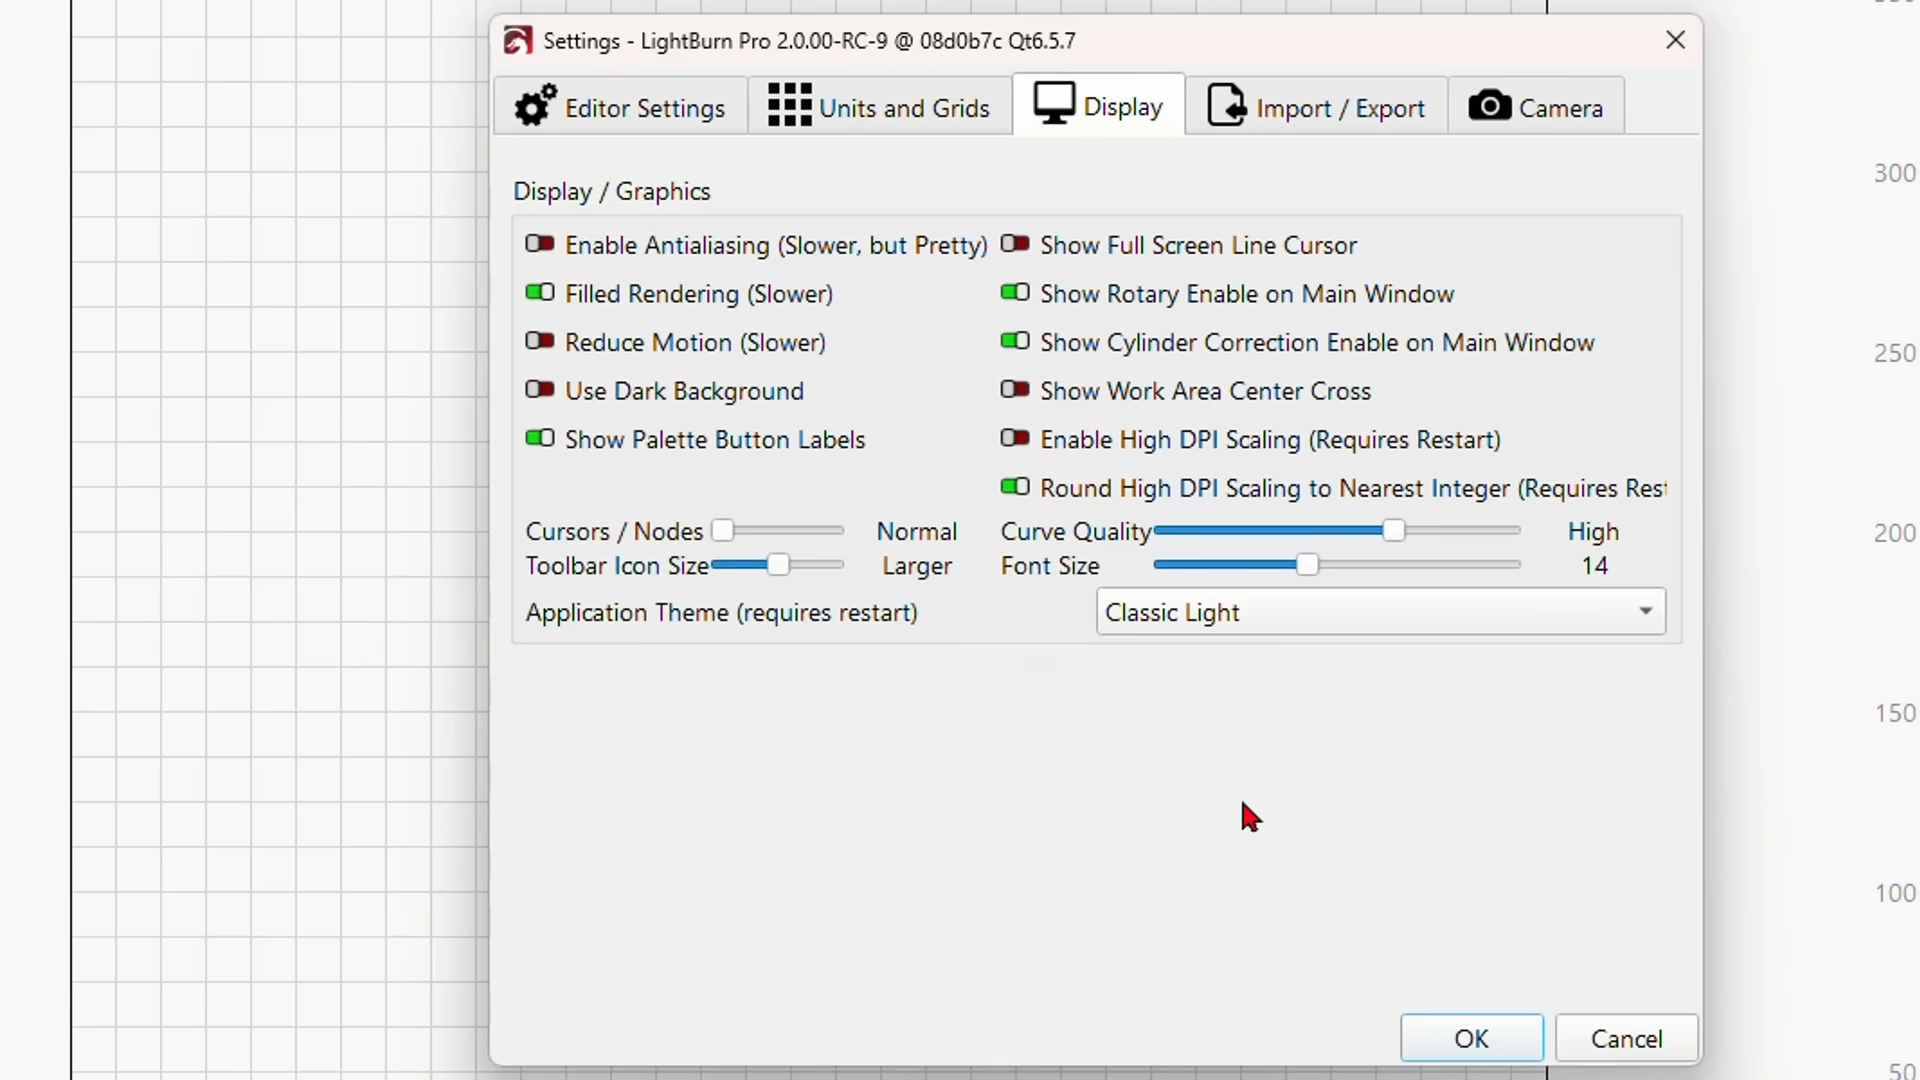 Settings - LightBurn Pro 2.0.00-RC-9 @ 08d0b7c Qt6.5.7
Editor Settings
Units and Grids
Display
Import / Export
Camera
Display / Graphics
Enable Antialiasing (Slower, but Pretty)
Show Full Screen Line Cursor
Filled Rendering (Slower)
Show Rotary Enable on Main Window
Reduce Motion (Slower)
Show Cylinder Correction Enable on Main Window
Use Dark Background
Show Work Area Center Cross
Show Palette Button Labels
Enable High DPI Scaling (Requires Restart)
Round High DPI Scaling to Nearest Integer (Requires Rest
Cursors / Nodes Normal
Curve Quality High
Toolbar Icon Size Larger
Font Size 14
Application Theme (requires restart)
Classic Light
OK
Cancel
300
250
200
150
100
50